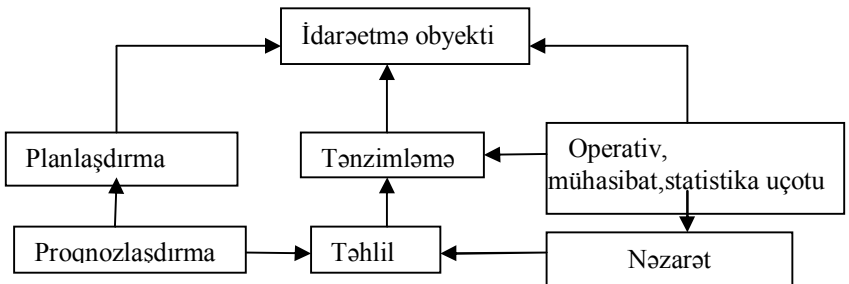 İdarəetmə obyekti
Planlaşdırma
Tənzimləmə
Operativ,
mühasibat,statistika uçotu
Proqnozlaşdırma
Təhlil
Nəzarət